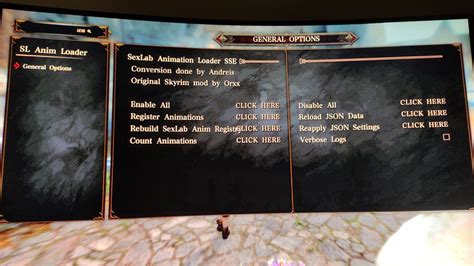 GENERAL OPTIONS
SL Anim Loader
General Options
SexLab Animation Loader SSE
Conversion done by Andreis
Original Skyrim mod by Orxx
Enable All CLICK HERE
Register Animations CLICK HERE
Rebuild SexLab Anim Registry CLICK HERE
Count Animations CLICK HERE
Disable All CLICK HERE
Reload JSON Data CLICK HERE
Reapply JSON Settings CLICK HERE
Verbose Logs